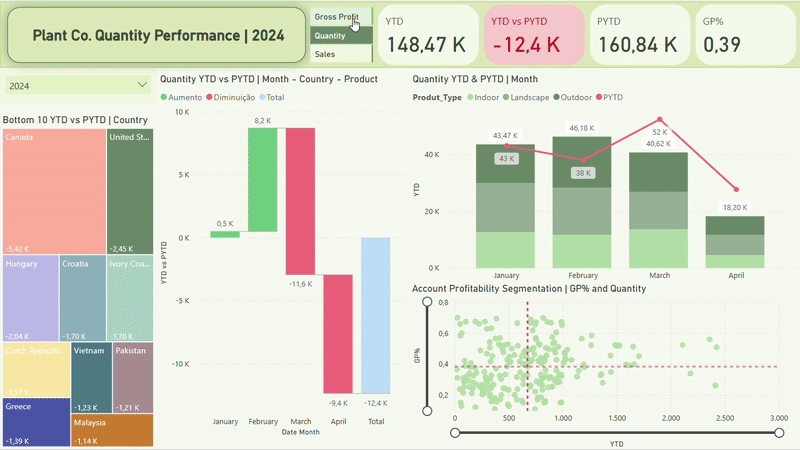 Plant Co. Quantity Performance | 2024
Gross Profit
Quantity
Sales
YTD
148,47 K
YTD vs PYTD
-12,4 K
PYTD
160,84 K
GP%
0,39
2024
Bottom 10 YTD vs PYTD | Country
Canada
-5,42 K
United St...
-2,45 K
Hungary
-2,04 K
Croatia
-1,70 K
Ivory Coa...
-1,70 K
Czech Republic
Greece
-1,39 K
Vietnam
-1,23 K
Pakistan
-1,21 K
Malaysia
-1,14 K
Quantity YTD vs PYTD | Month - Country - Product
Aumento Diminuição Total
YTD vs PYTD
10 K
5 K
0 K
-5 K
-10 K
0,5 K
8,2 K
-11,6 K
-9,4 K
-12,4 K
January February March April Total
Date Month
Quantity YTD & PYTD | Month
Produt_Type Indoor Landscape Outdoor PYTD
YTD
40 K
20 K
0 K
43,47 K
43 K
46,18 K
38 K
52 K
40,62 K
18,20 K
January February March April
Account Profitability Segmentation | GP% and Quantity
GP%
0,8
0,6
0,4
0,2
0 500 1.000 1.500 2.000 2.500 3.000
YTD